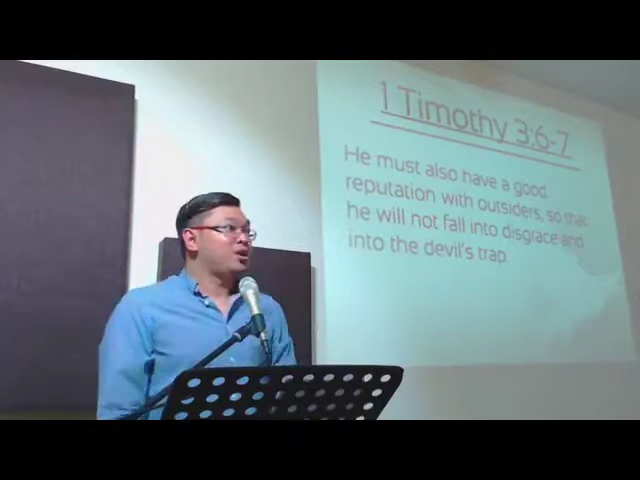 1 Timothy 3:6-7
He must also have a good
reputation with outsiders, so that
he will not fall into disgrace and
into the devil's trap.